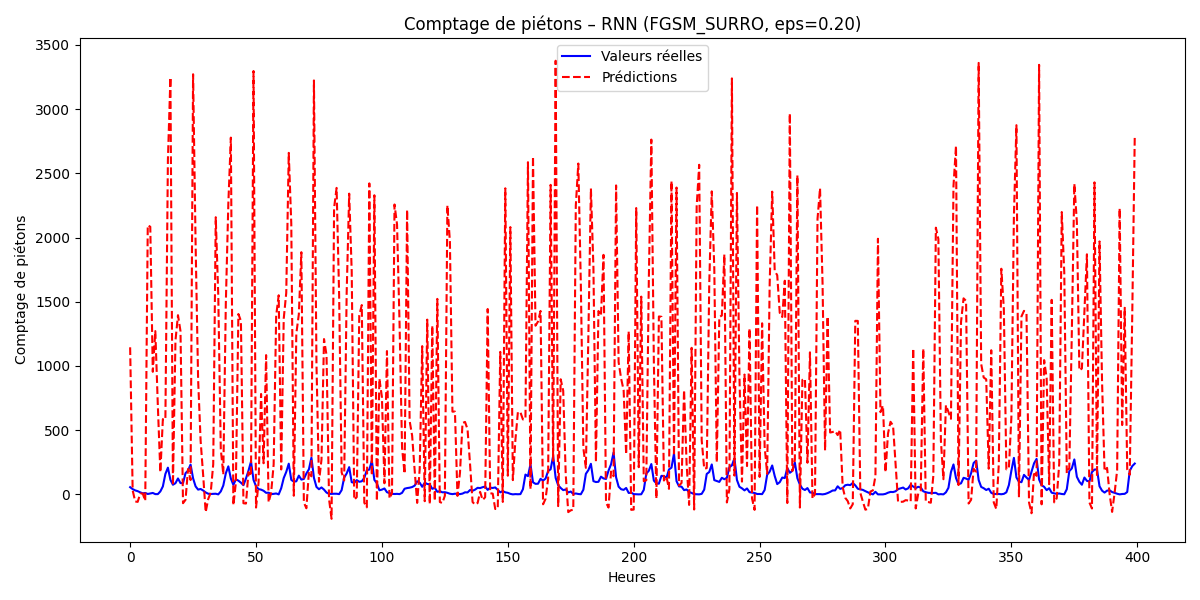 Comptage de piétons – RNN (FGSM_SURRO, eps=0.20)
Valeurs réelles
Prédictions
Comptage de piétons
3500
3000
2500
2000
1500
1000
500
0
0 50 100 150 200 250 300 350 400
Heures